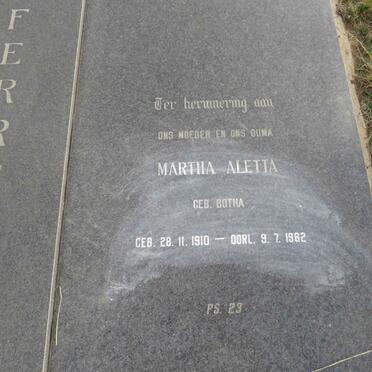 F
E
R
R
Ter herinnering aan
ONS MOEDER EN ONS OUMA
MARTHA ALETTA
GEB. BOTHA
GEB. 28. 11. 1910 — OORL. 9. 7. 1982
PS. 23